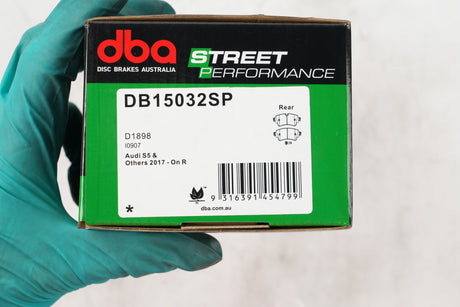 dba
DISC BRAKES AUSTRALIA
STREET
PERFORMANCE
DB15032SP
Rear
D1898
I0907
Audi S5 &
Others 2017 - On R
9 316391 454799
dba.com.au
*